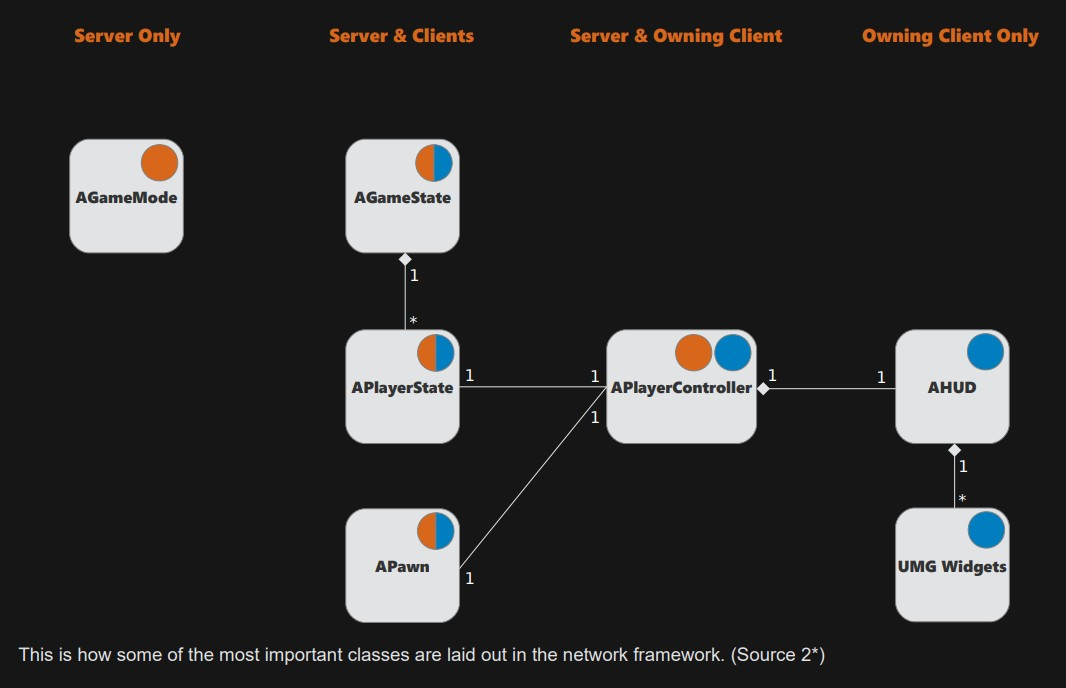 Server Only
Server & Clients
Server & Owning Client
Owning Client Only
AGameMode
AGameState
1
*
APlayerState
1
1
APlayerController
1
1
AHUD
1
1
*
APawn
1
UMG Widgets
This is how some of the most important classes are laid out in the network framework. (Source 2*)